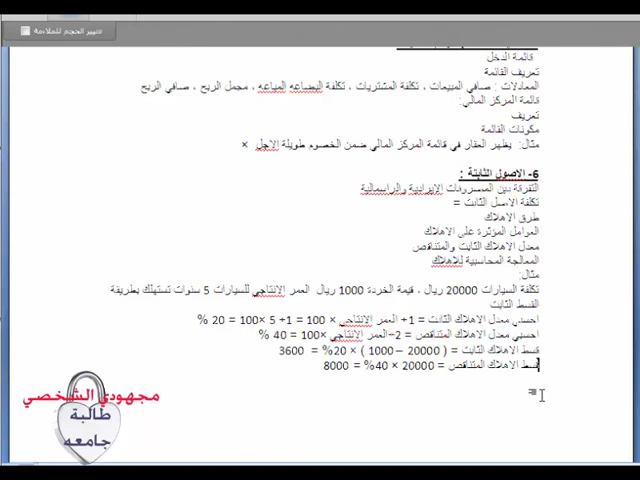 تغيير الحجم للملاءمة
قائمة الدخل
تعريف القائمة
المعادلات : صافي المبيعات ، تكلفة المشتريات ، تكلفة البضاعه المباعه ، مجمل الربح ، صافي الربح
قائمة المركز المالي:
تعريف
مكونات القائمة
مثال: يظهر العقار في قائمة المركز المالي ضمن الخصوم طويلة الاجل ×
6- الاصول الثابتة :
التفرقة بين المصروفات الإيرادية والراسمالية
تكلفة الاصل الثابت =
طرق الاهلاك
العوامل المؤثرة على الاهلاك
معدل الاهلاك الثابت والمتناقص
المعالجة المحاسبية للاهلاك
مثال:
تكلفة السيارات 20000 ريال ، قيمة الخردة 1000 ريال العمر الانتاجي للسيارات 5 سنوات تستهلك بطريقة
القسط الثابت
احسبي معدل الاهلاك الثابت = 1÷ العمر الانتاجي × 100 = 1÷5 ×100 = 20 %
احسبي معدل الاهلاك المتناقص = 2÷العمر الانتاجي ×100 = 40 %
قسط الاهلاك الثابت = ( 20000 – 1000 ) × 20% = 3600
قسط الاهلاك المتناقص = 20000 × 40% = 8000
مجهودي الشخصي
طالبة
جامعه